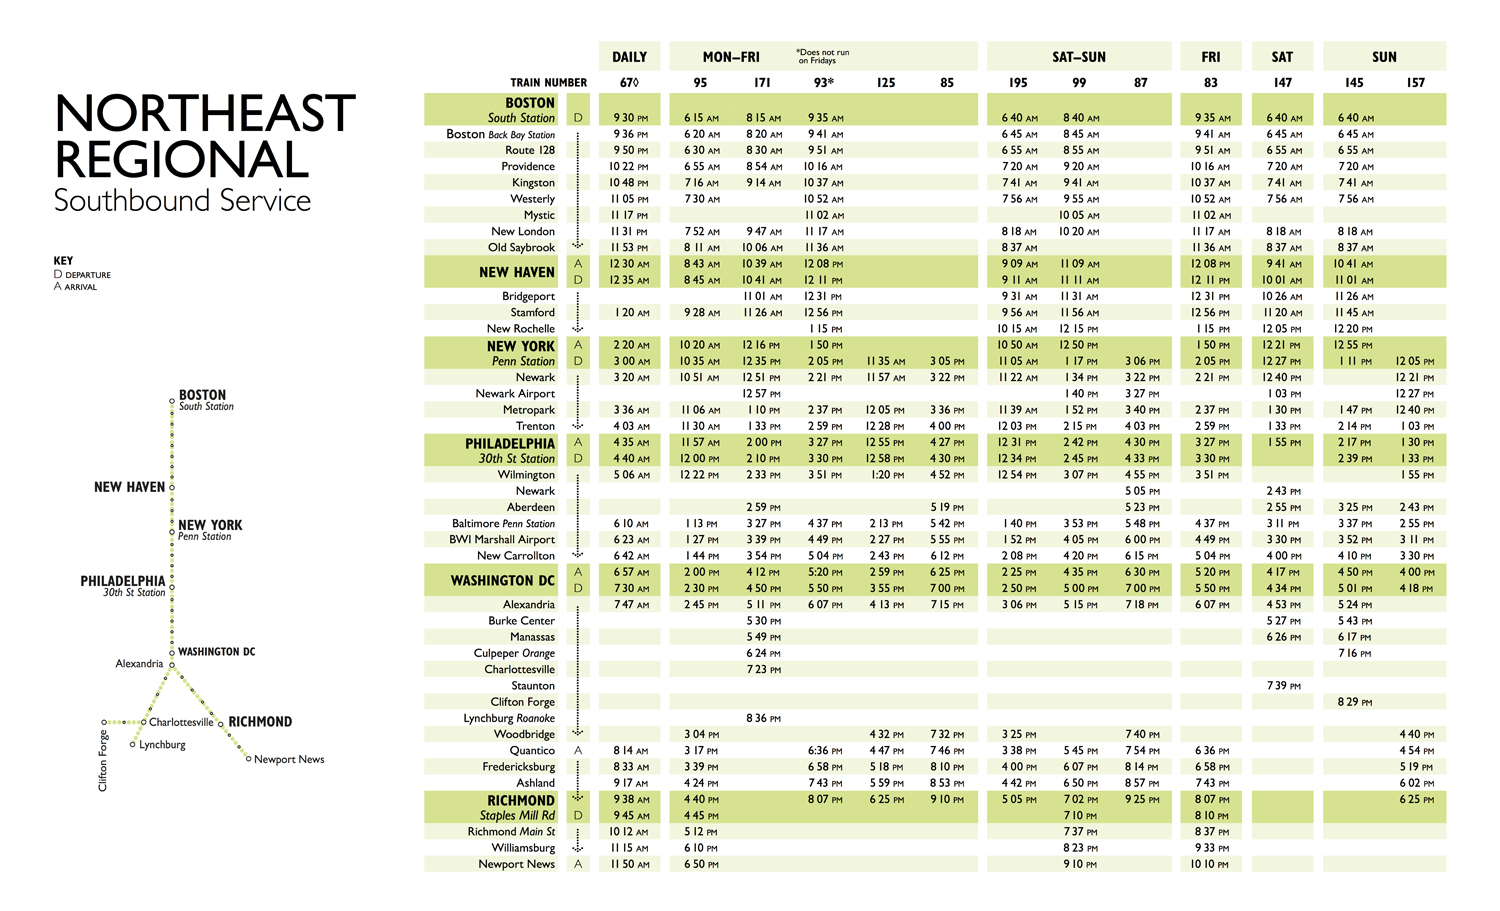 NORTHEAST
REGIONAL
Southbound Service
KEY
D DEPARTURE
A ARRIVAL
BOSTON
South Station
NEW HAVEN
NEW YORK
Penn Station
PHILADELPHIA
30th St Station
WASHINGTON DC
Alexandria
Charlottesville
RICHMOND
Lynchburg
Clifton Forge
Newport News
DAILY MON–FRI *Does not run on Fridays SAT–SUN FRI SAT SUN
TRAIN NUMBER 67◊ 95 171 93* 125 85 195 99 87 83 147 145 157
BOSTON
South Station D 9 30 PM 6 15 AM 8 15 AM 9 35 AM 6 40 AM 8 40 AM 9 35 AM 6 40 AM 6 40 AM
Boston Back Bay Station 9 36 PM 6 20 AM 8 20 AM 9 41 AM 6 45 AM 8 45 AM 9 41 AM 6 45 AM 6 45 AM
Route 128 9 50 PM 6 30 AM 8 30 AM 9 51 AM 6 55 AM 8 55 AM 9 51 AM 6 55 AM 6 55 AM
Providence 10 22 PM 6 55 AM 8 54 AM 10 16 AM 7 20 AM 9 20 AM 10 16 AM 7 20 AM 7 20 AM
Kingston 10 48 PM 7 16 AM 9 14 AM 10 37 AM 7 41 AM 9 41 AM 10 37 AM 7 41 AM 7 41 AM
Westerly 11 05 PM 7 30 AM 10 52 AM 7 56 AM 9 55 AM 10 52 AM 7 56 AM 7 56 AM
Mystic 11 17 PM 11 02 AM 10 05 AM 11 02 AM
New London 11 31 PM 7 52 AM 9 47 AM 11 17 AM 8 18 AM 10 20 AM 11 17 AM 8 18 AM 8 18 AM
Old Saybrook 11 53 PM 8 11 AM 10 06 AM 11 36 AM 8 37 AM 11 36 AM 8 37 AM 8 37 AM
NEW HAVEN A 12 30 AM 8 43 AM 10 39 AM 12 08 PM 9 09 AM 11 09 AM 12 08 PM 9 41 AM 10 41 AM
D 12 35 AM 8 45 AM 10 41 AM 12 11 PM 9 11 AM 11 11 AM 12 11 PM 10 01 AM 11 01 AM
Bridgeport 11 01 AM 12 31 PM 9 31 AM 11 31 AM 12 31 PM 10 26 AM 11 26 AM
Stamford 1 20 AM 9 28 AM 11 26 AM 12 56 PM 9 56 AM 11 56 AM 12 56 PM 11 20 AM 11 45 AM
New Rochelle 1 15 PM 10 15 AM 12 15 PM 1 15 PM 12 05 PM 12 20 PM
NEW YORK A 2 20 AM 10 20 AM 12 16 PM 1 50 PM 10 50 AM 12 50 PM 1 50 PM 12 21 PM 12 55 PM
Penn Station D 3 00 AM 10 35 AM 12 35 PM 2 05 PM 11 35 AM 3 05 PM 11 05 AM 1 17 PM 3 06 PM 2 05 PM 12 27 PM 1 11 PM 12 05 PM
Newark 3 20 AM 10 51 AM 12 51 PM 2 21 PM 11 57 AM 3 22 PM 11 22 AM 1 34 PM 3 22 PM 2 21 PM 12 40 PM 12 21 PM
Newark Airport 12 57 PM 1 40 PM 3 27 PM 1 03 PM 12 27 PM
Metropark 3 36 AM 11 06 AM 1 10 PM 2 37 PM 12 05 PM 3 36 PM 11 39 AM 1 52 PM 3 40 PM 2 37 PM 1 30 PM 1 47 PM 12 40 PM
Trenton 4 03 AM 11 30 AM 1 33 PM 2 59 PM 12 28 PM 4 00 PM 12 03 PM 2 15 PM 4 03 PM 2 59 PM 1 33 PM 2 14 PM 1 03 PM
PHILADELPHIA A 4 35 AM 11 57 AM 2 00 PM 3 27 PM 12 55 PM 4 27 PM 12 31 PM 2 42 PM 4 30 PM 3 27 PM 1 55 PM 2 17 PM 1 30 PM
30th St Station D 4 40 AM 12 00 PM 2 10 PM 3 30 PM 12 58 PM 4 30 PM 12 34 PM 2 45 PM 4 33 PM 3 30 PM 2 39 PM 1 33 PM
Wilmington 5 06 AM 12 22 PM 2 33 PM 3 51 PM 1:20 PM 4 52 PM 12 54 PM 3 07 PM 4 55 PM 3 51 PM 1 55 PM
Newark 5 05 PM 2 43 PM
Aberdeen 2 59 PM 5 19 PM 5 23 PM 2 55 PM 3 25 PM 2 43 PM
Baltimore Penn Station 6 10 AM 1 13 PM 3 27 PM 4 37 PM 2 13 PM 5 42 PM 1 40 PM 3 53 PM 5 48 PM 4 37 PM 3 11 PM 3 37 PM 2 55 PM
BWI Marshall Airport 6 23 AM 1 27 PM 3 39 PM 4 49 PM 2 27 PM 5 55 PM 1 52 PM 4 05 PM 6 00 PM 4 49 PM 3 30 PM 3 52 PM 3 11 PM
New Carrollton 6 42 AM 1 44 PM 3 54 PM 5 04 PM 2 43 PM 6 12 PM 2 08 PM 4 20 PM 6 15 PM 5 04 PM 4 00 PM 4 10 PM 3 30 PM
WASHINGTON DC A 6 57 AM 2 00 PM 4 12 PM 5:20 PM 2 59 PM 6 25 PM 2 25 PM 4 35 PM 6 30 PM 5 20 PM 4 17 PM 4 50 PM 4 00 PM
D 7 30 AM 2 30 PM 4 50 PM 5 50 PM 3 55 PM 7 00 PM 2 50 PM 5 00 PM 7 00 PM 5 50 PM 4 34 PM 5 01 PM 4 18 PM
Alexandria 7 47 AM 2 45 PM 5 11 PM 6 07 PM 4 13 PM 7 15 PM 3 06 PM 5 15 PM 7 18 PM 6 07 PM 4 53 PM 5 24 PM
Burke Center 5 30 PM 5 27 PM 5 43 PM
Manassas 5 49 PM 6 26 PM 6 17 PM
Culpeper Orange 6 24 PM 7 16 PM
Charlottesville 7 23 PM
Staunton 7 39 PM
Clifton Forge 8 29 PM
Lynchburg Roanoke 8 36 PM
Woodbridge 3 04 PM 4 32 PM 7 32 PM 3 25 PM 7 40 PM 4 40 PM
Quantico A 8 14 AM 3 17 PM 6:36 PM 4 47 PM 7 46 PM 3 38 PM 5 45 PM 7 54 PM 6 36 PM 4 54 PM
Fredericksburg 8 33 AM 3 39 PM 6 58 PM 5 18 PM 8 10 PM 4 00 PM 6 07 PM 8 14 PM 6 58 PM 5 19 PM
Ashland 9 17 AM 4 24 PM 7 43 PM 5 59 PM 8 53 PM 4 42 PM 6 50 PM 8 57 PM 7 43 PM 6 02 PM
RICHMOND 9 38 AM 4 40 PM 8 07 PM 6 25 PM 9 10 PM 5 05 PM 7 02 PM 9 25 PM 8 07 PM 6 25 PM
Staples Mill Rd D 9 45 AM 4 45 PM 7 10 PM 8 10 PM
Richmond Main St 10 12 AM 5 12 PM 7 37 PM 8 37 PM
Williamsburg 11 15 AM 6 10 PM 8 23 PM 9 33 PM
Newport News A 11 50 AM 6 50 PM 9 10 PM 10 10 PM